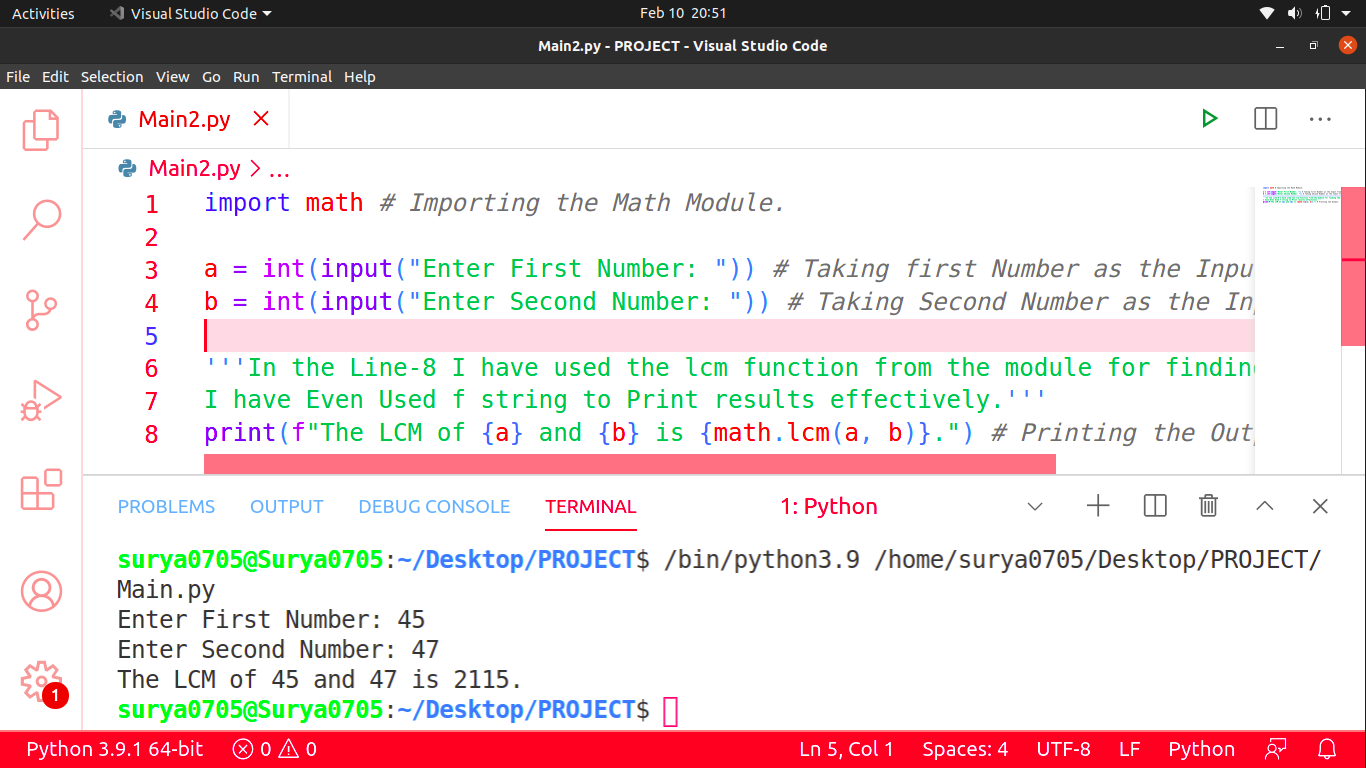 Activities Visual Studio Code Feb 10 20:51
Main2.py - PROJECT - Visual Studio Code
File Edit Selection View Go Run Terminal Help
Main2.py
Main2.py > ...
1 import math # Importing the Math Module.
2
3 a = int(input("Enter First Number: ")) # Taking first Number as the Inpu
4 b = int(input("Enter Second Number: ")) # Taking Second Number as the In
5
6 '''In the Line-8 I have used the lcm function from the module for finding
7 I have Even Used f string to Print results effectively.'''
8 print(f"The LCM of {a} and {b} is {math.lcm(a, b)}.") # Printing the Out
PROBLEMS OUTPUT DEBUG CONSOLE TERMINAL 1: Python
surya0705@Surya0705:~/Desktop/PROJECT$ /bin/python3.9 /home/surya0705/Desktop/PROJECT/
Main.py
Enter First Number: 45
Enter Second Number: 47
The LCM of 45 and 47 is 2115.
surya0705@Surya0705:~/Desktop/PROJECT$
1
Python 3.9.1 64-bit 0 0 Ln 5, Col 1 Spaces: 4 UTF-8 LF Python